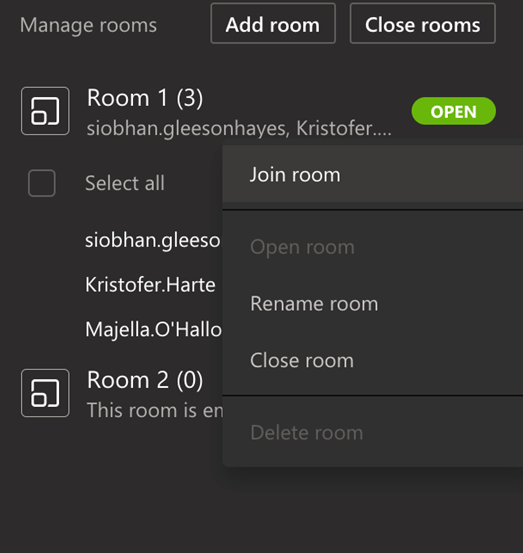 Manage rooms Add room Close rooms
Room 1 (3) OPEN
siobhan.gleesonhayes, Kristofer....
Join room
Select all
siobhan.gleeso
Open room
Kristofer.Harte
Rename room
Majella.O'Hallo
Close room
Room 2 (0)
This room is en
Delete room